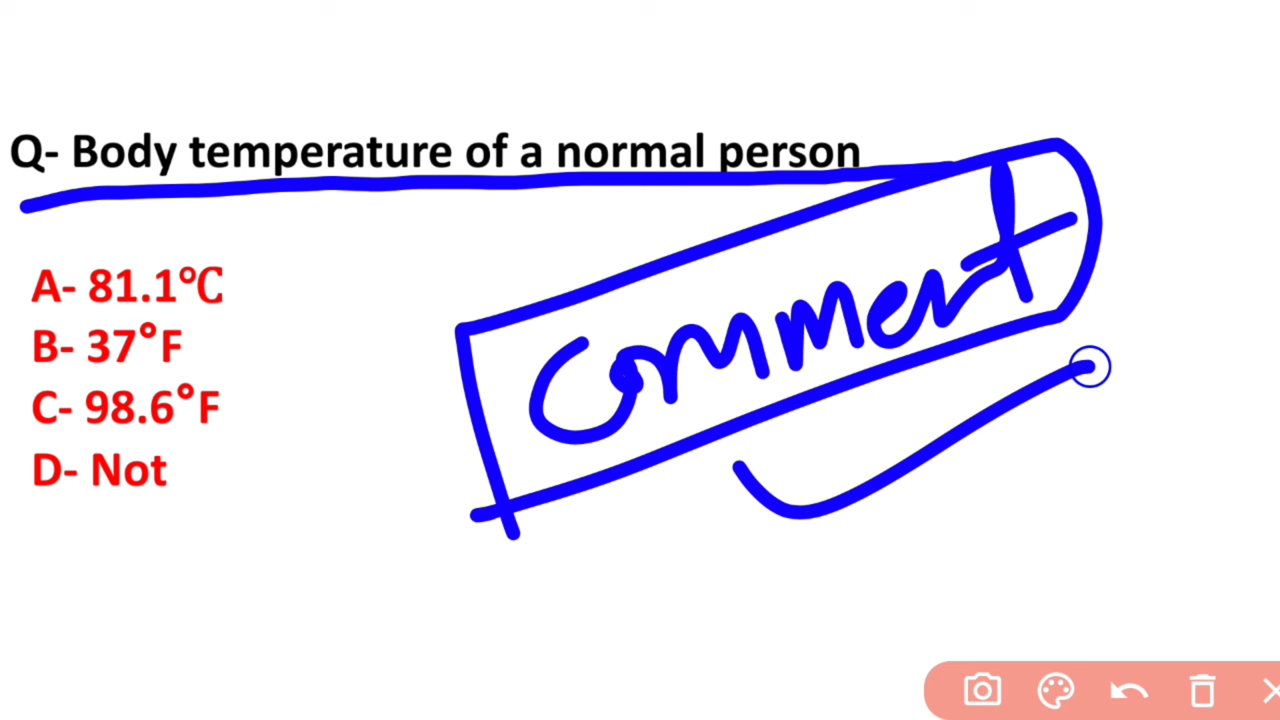 Q- Body temperature of a normal person
A- 81.1℃
B- 37°F
C- 98.6°F
D- Not
Comment